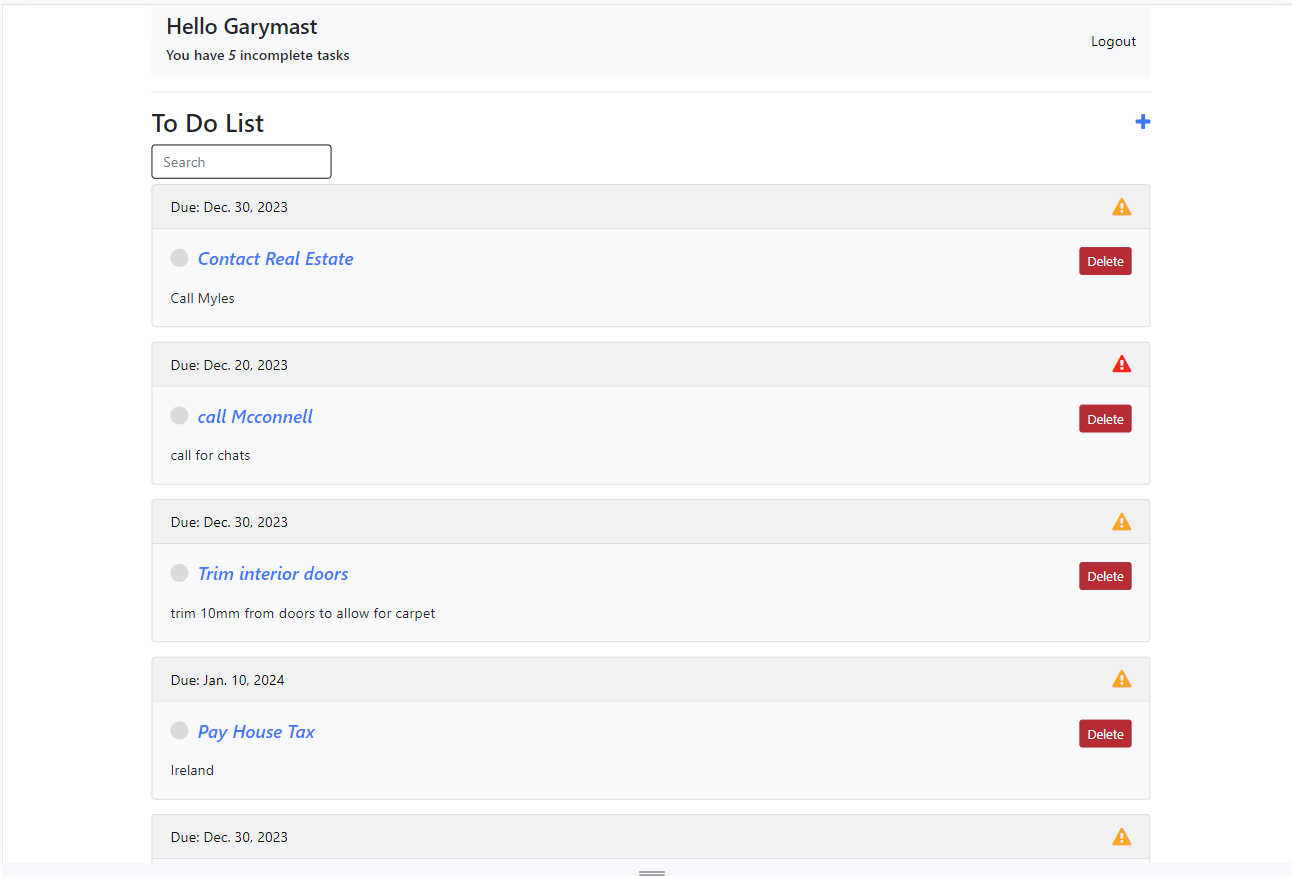 Hello Garymast
You have 5 incomplete tasks
Logout
To Do List
Search
Due: Dec. 30, 2023
Contact Real Estate
Delete
Call Myles
Due: Dec. 20, 2023
call Mcconnell
Delete
call for chats
Due: Dec. 30, 2023
Trim interior doors
Delete
trim 10mm from doors to allow for carpet
Due: Jan. 10, 2024
Pay House Tax
Delete
Ireland
Due: Dec. 30, 2023